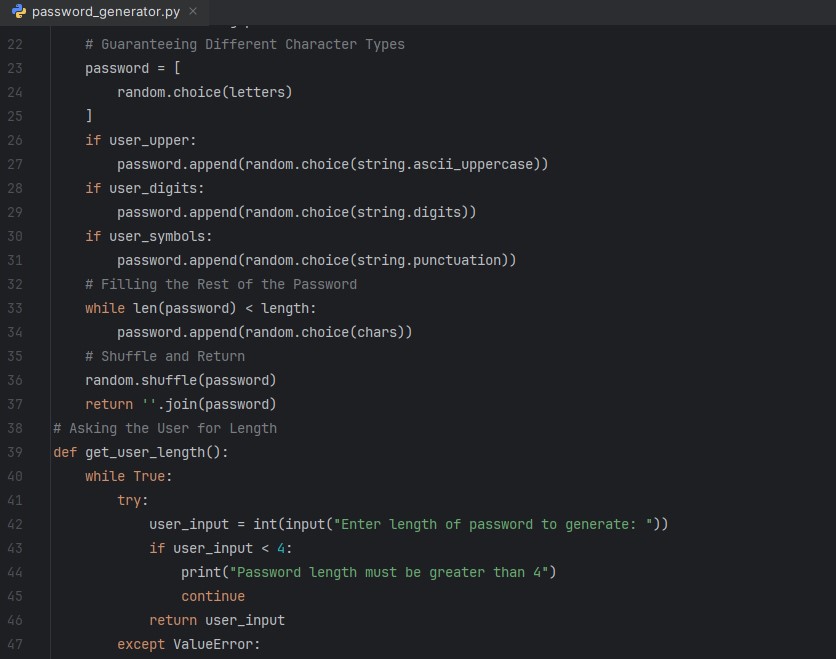 password_generator.py
22 # Guaranteeing Different Character Types
23 password = [
24 random.choice(letters)
25 ]
26 if user_upper:
27 password.append(random.choice(string.ascii_uppercase))
28 if user_digits:
29 password.append(random.choice(string.digits))
30 if user_symbols:
31 password.append(random.choice(string.punctuation))
32 # Filling the Rest of the Password
33 while len(password) < length:
34 password.append(random.choice(chars))
35 # Shuffle and Return
36 random.shuffle(password)
37 return ''.join(password)
38 # Asking the User for Length
39 def get_user_length():
40 while True:
41 try:
42 user_input = int(input("Enter length of password to generate: "))
43 if user_input < 4:
44 print("Password length must be greater than 4")
45 continue
46 return user_input
47 except ValueError: